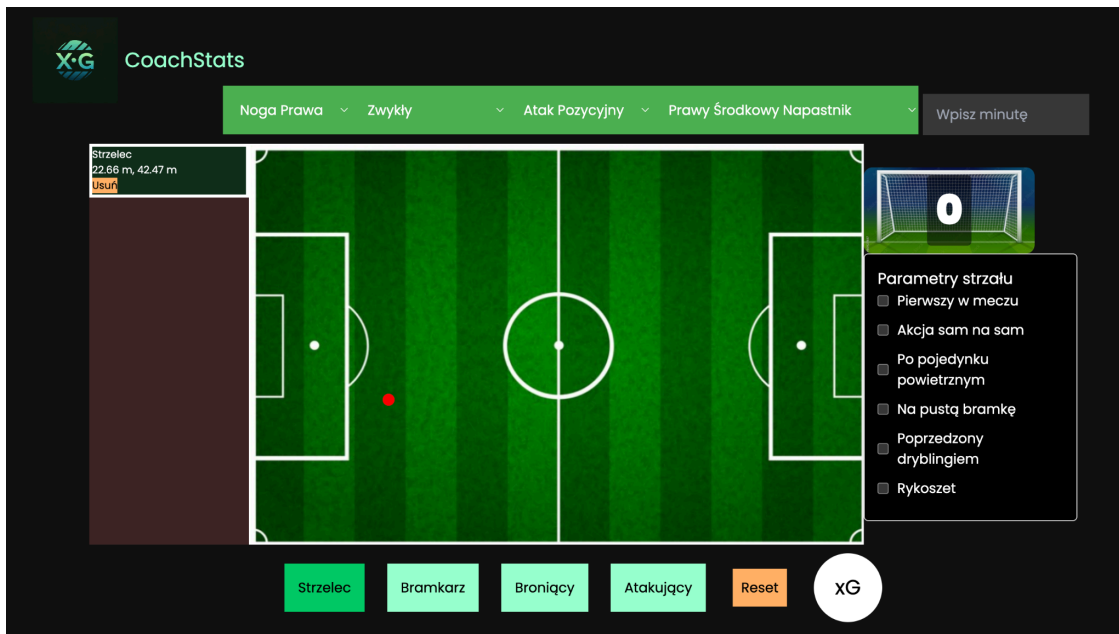 X·G
CoachStats
Noga Prawa
Zwykły
Atak Pozycyjny
Prawy Środkowy Napastnik
Wpisz minutę
Strzelec
22.66 m, 42.47 m
Usuń
0
Parametry strzału
Pierwszy w meczu
Akcja sam na sam
Po pojedynku
powietrznym
Na pustą bramkę
Poprzedzony
dryblingiem
Rykoszet
Strzelec
Bramkarz
Broniący
Atakujący
Reset
xG